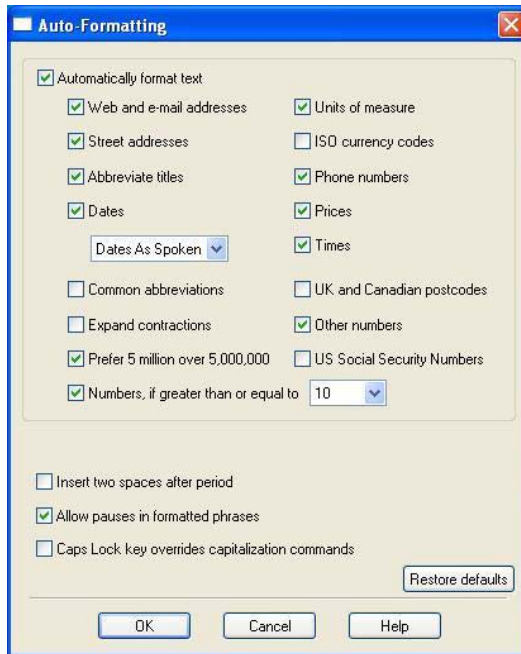 Auto-Formatting
Automatically format text
Web and e-mail addresses
Street addresses
Abbreviate titles
Dates
Dates As Spoken
Common abbreviations
Expand contractions
Prefer 5 million over 5,000,000
Numbers, if greater than or equal to 10
Units of measure
ISO currency codes
Phone numbers
Prices
Times
UK and Canadian postcodes
Other numbers
US Social Security Numbers
Insert two spaces after period
Allow pauses in formatted phrases
Caps Lock key overrides capitalization commands
Restore defaults
OK Cancel Help